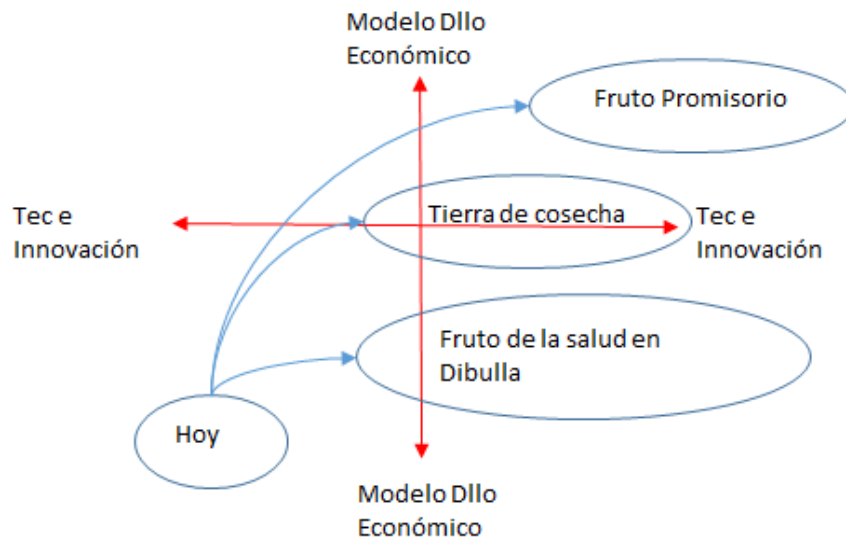 Modelo Dllo
Económico
Fruto Promisorio
Tec e
Innovación
Tierra de cosecha
Tec e
Innovación
Fruto de la salud en
Dibulla
Hoy
Modelo Dllo
Económico